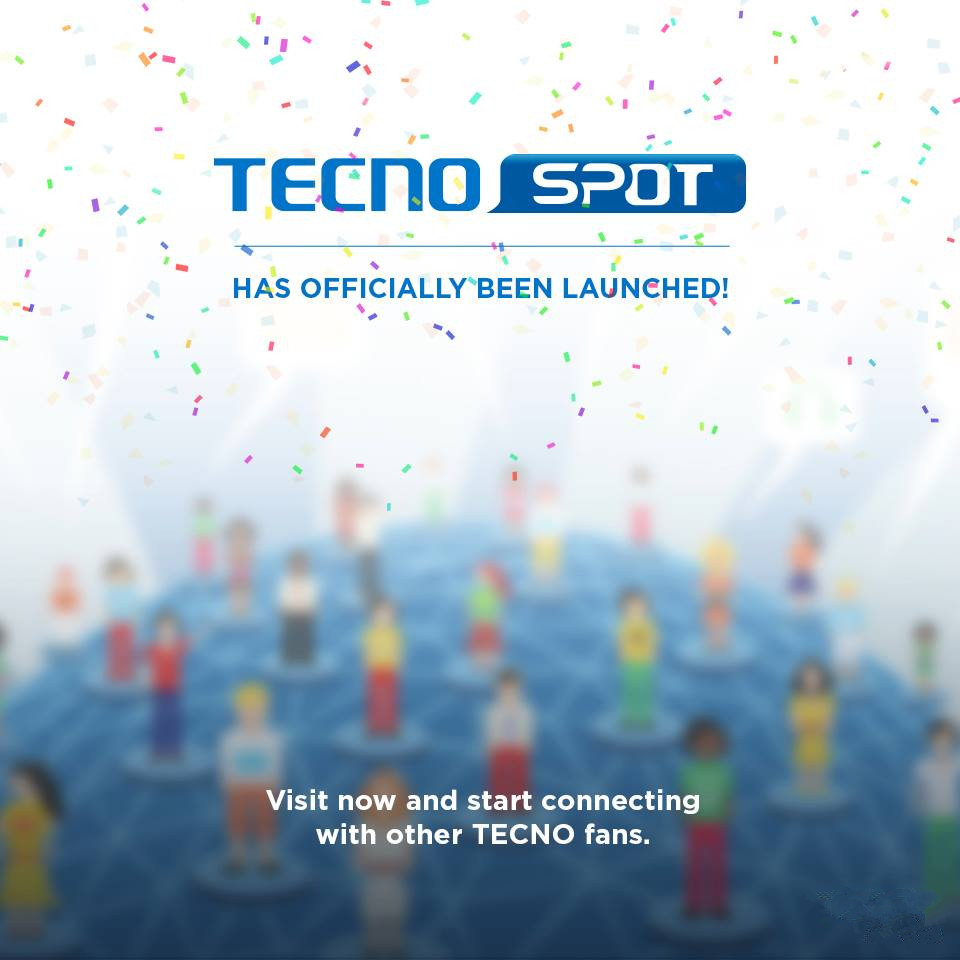 TECNO SPOT
HAS OFFICIALLY BEEN LAUNCHED!
Visit now and start connecting
with other TECNO fans.